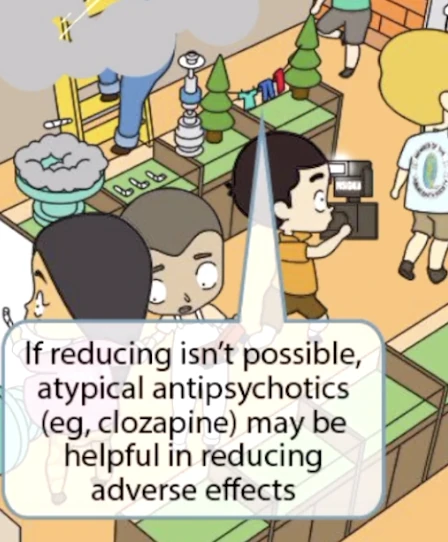 If reducing isn't possible,
atypical antipsychotics
(eg, clozapine) may be
helpful in reducing
adverse effects